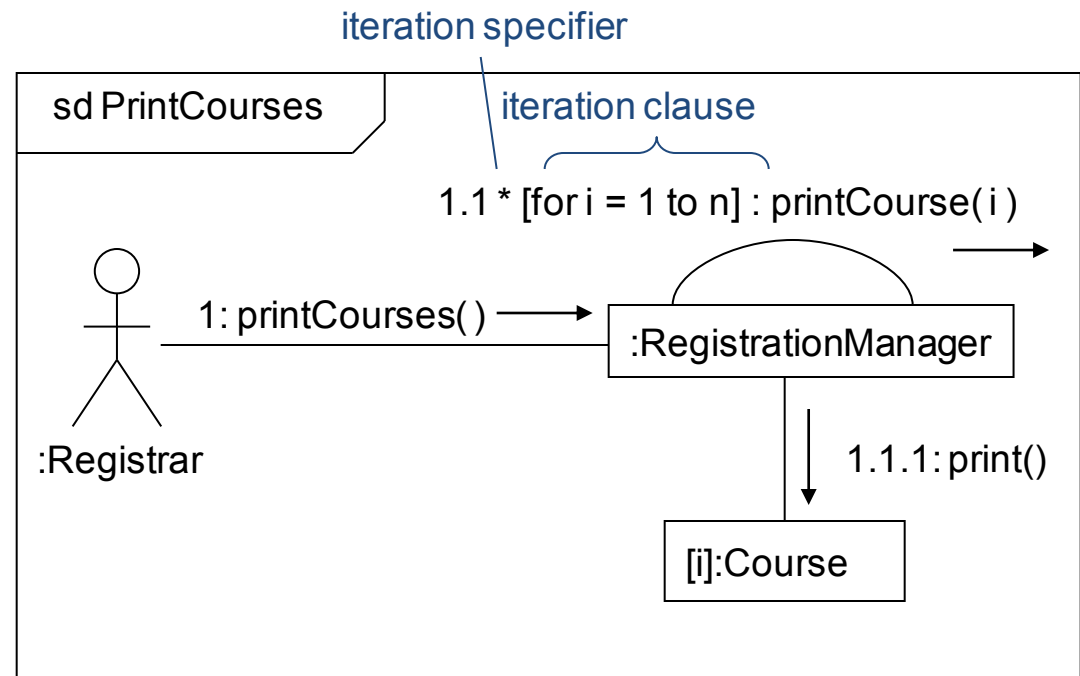 iteration specifier
sd PrintCourses
iteration clause
1.1 * [for i = 1 to n] : printCourse(i)
1: printCourses()
:RegistrationManager
:Registrar
1.1.1: print()
[i]:Course